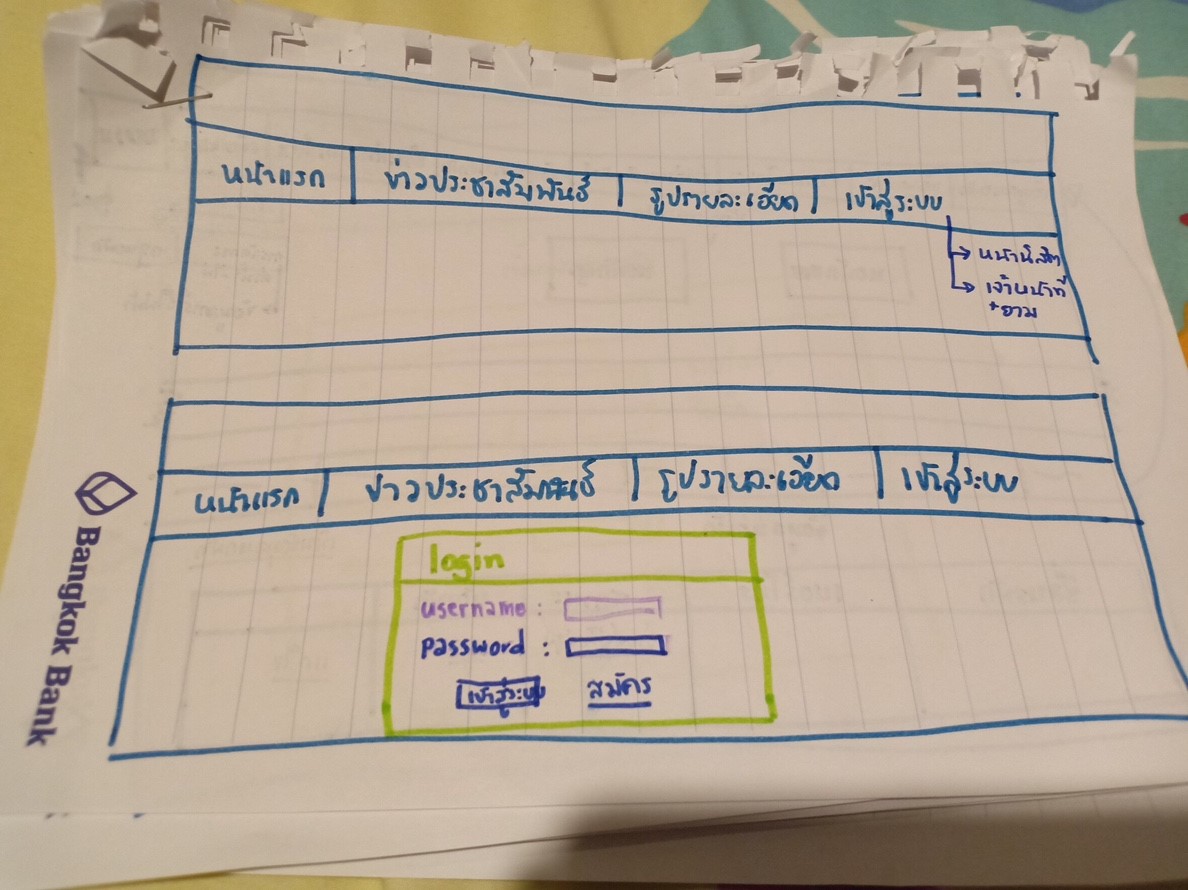 หน้าแรก | ข่าวประชาสัมพันธ์ | รูปรายละเอียด | เข้าสู่ระบบ
หน้านิสิต
เจ้าหน้าที่
+ยาม
หน้าแรก | ข่าวประชาสัมพันธ์ | รูปรายละเอียด | เข้าสู่ระบบ
login
username :
password :
เข้าสู่ระบบ สมัคร
Bangkok Bank